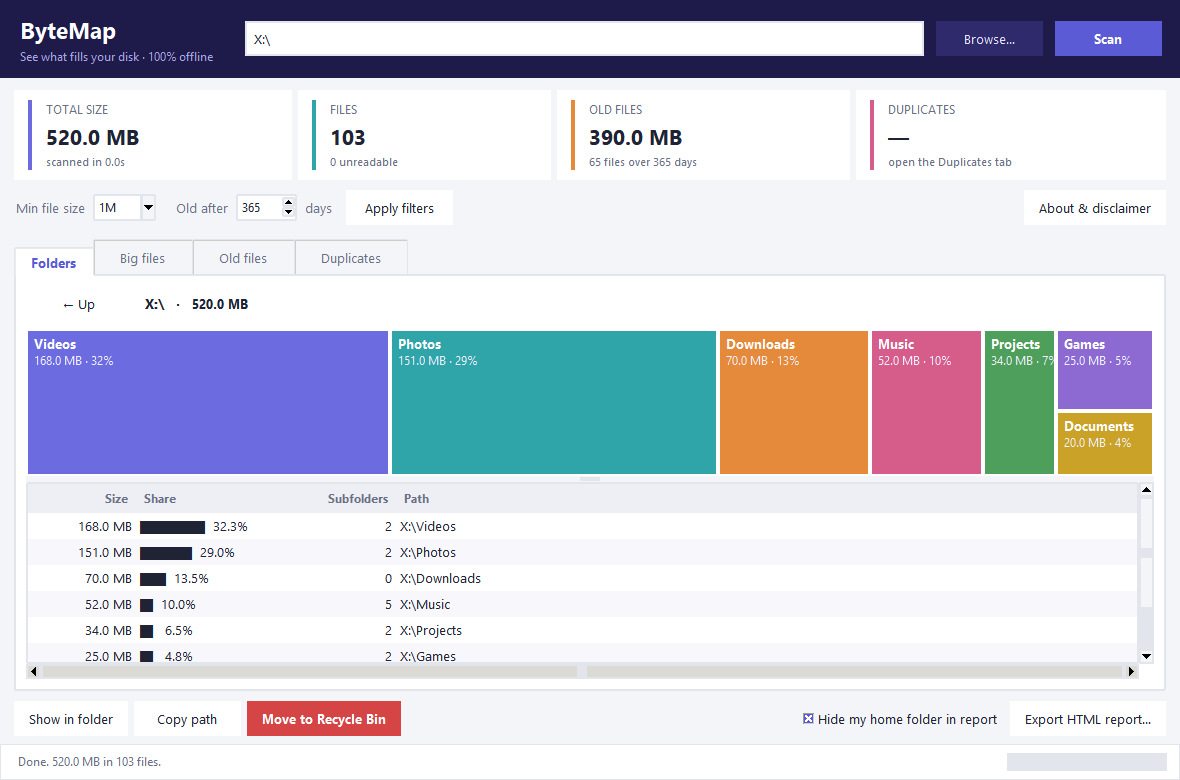 ByteMap
See what fills your disk · 100% offline
X:\
Browse...
Scan
TOTAL SIZE
520.0 MB
scanned in 0.0s
FILES
103
0 unreadable
OLD FILES
390.0 MB
65 files over 365 days
DUPLICATES
—
open the Duplicates tab
Min file size 1M Old after 365 days Apply filters About & disclaimer
Folders Big files Old files Duplicates
← Up X:\ · 520.0 MB
Videos
168.0 MB · 32%
Photos
151.0 MB · 29%
Downloads
70.0 MB · 13%
Music
52.0 MB · 10%
Projects
34.0 MB · 7%
Games
25.0 MB · 5%
Documents
20.0 MB · 4%
Size Share Subfolders Path
168.0 MB 32.3% 2 X:\Videos
151.0 MB 29.0% 2 X:\Photos
70.0 MB 13.5% 0 X:\Downloads
52.0 MB 10.0% 5 X:\Music
34.0 MB 6.5% 2 X:\Projects
25.0 MB 4.8% 2 X:\Games
Show in folder Copy path Move to Recycle Bin Hide my home folder in report Export HTML report...
Done. 520.0 MB in 103 files.